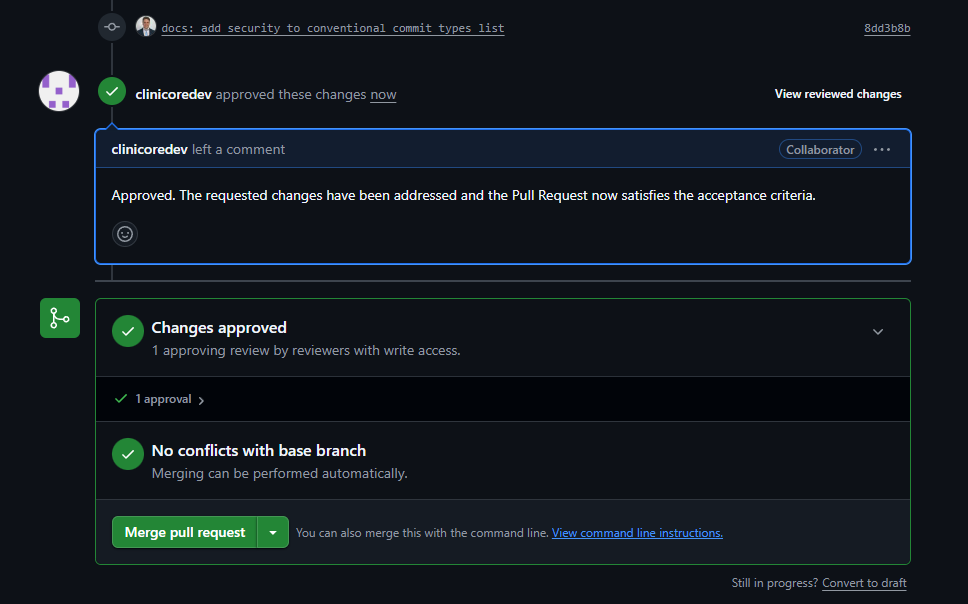 docs: add security to conventional commit types list 8dd3b8b
clinicoredev approved these changes now View reviewed changes
clinicoredev left a comment Collaborator ...
Approved. The requested changes have been addressed and the Pull Request now satisfies the acceptance criteria.
Changes approved
1 approving review by reviewers with write access.
1 approval
No conflicts with base branch
Merging can be performed automatically.
Merge pull request You can also merge this with the command line. View command line instructions.
Still in progress? Convert to draft